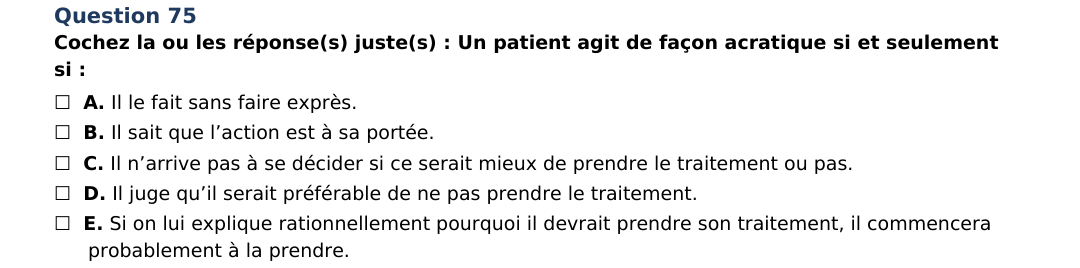 Question 75
Cochez la ou les réponse(s) juste(s) : Un patient agit de façon acratique si et seulement
si :
☐ A. Il le fait sans faire exprès.
☐ B. Il sait que l’action est à sa portée.
☐ C. Il n’arrive pas à se décider si ce serait mieux de prendre le traitement ou pas.
☐ D. Il juge qu’il serait préférable de ne pas prendre le traitement.
☐ E. Si on lui explique rationnellement pourquoi il devrait prendre son traitement, il commencera
probablement à la prendre.